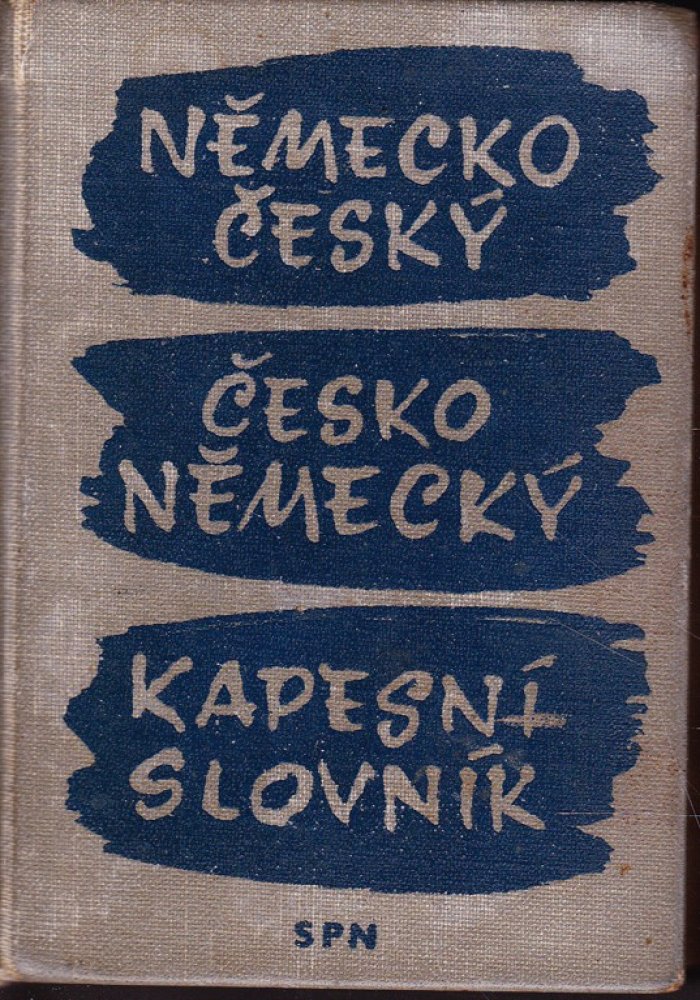 NĚMECKO
ČESKÝ
ČESKO
NĚMECKÝ
KAPESNÍ
SLOVNÍK
SPN